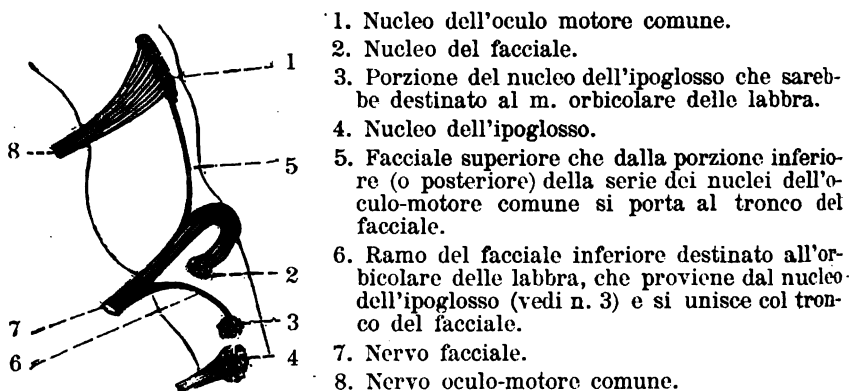 1
8
5
2
7
3
6
4
1. Nucleo dell'oculo motore comune.
2. Nucleo del facciale.
3. Porzione del nucleo dell'ipoglosso che sareb-
be destinato al m. orbicolare delle labbra.
4. Nucleo dell'ipoglosso.
5. Facciale superiore che dalla porzione inferio-
re (o posteriore) della serie dei nuclei dell'o-
culo-motore comune si porta al tronco del
facciale.
6. Ramo del facciale inferiore destinato all'or-
bicolare delle labbra, che proviene dal nucleo
dell'ipoglosso (vedi n. 3) e si unisce col tron-
co del facciale.
7. Nervo facciale.
8. Nervo oculo-motore comune.